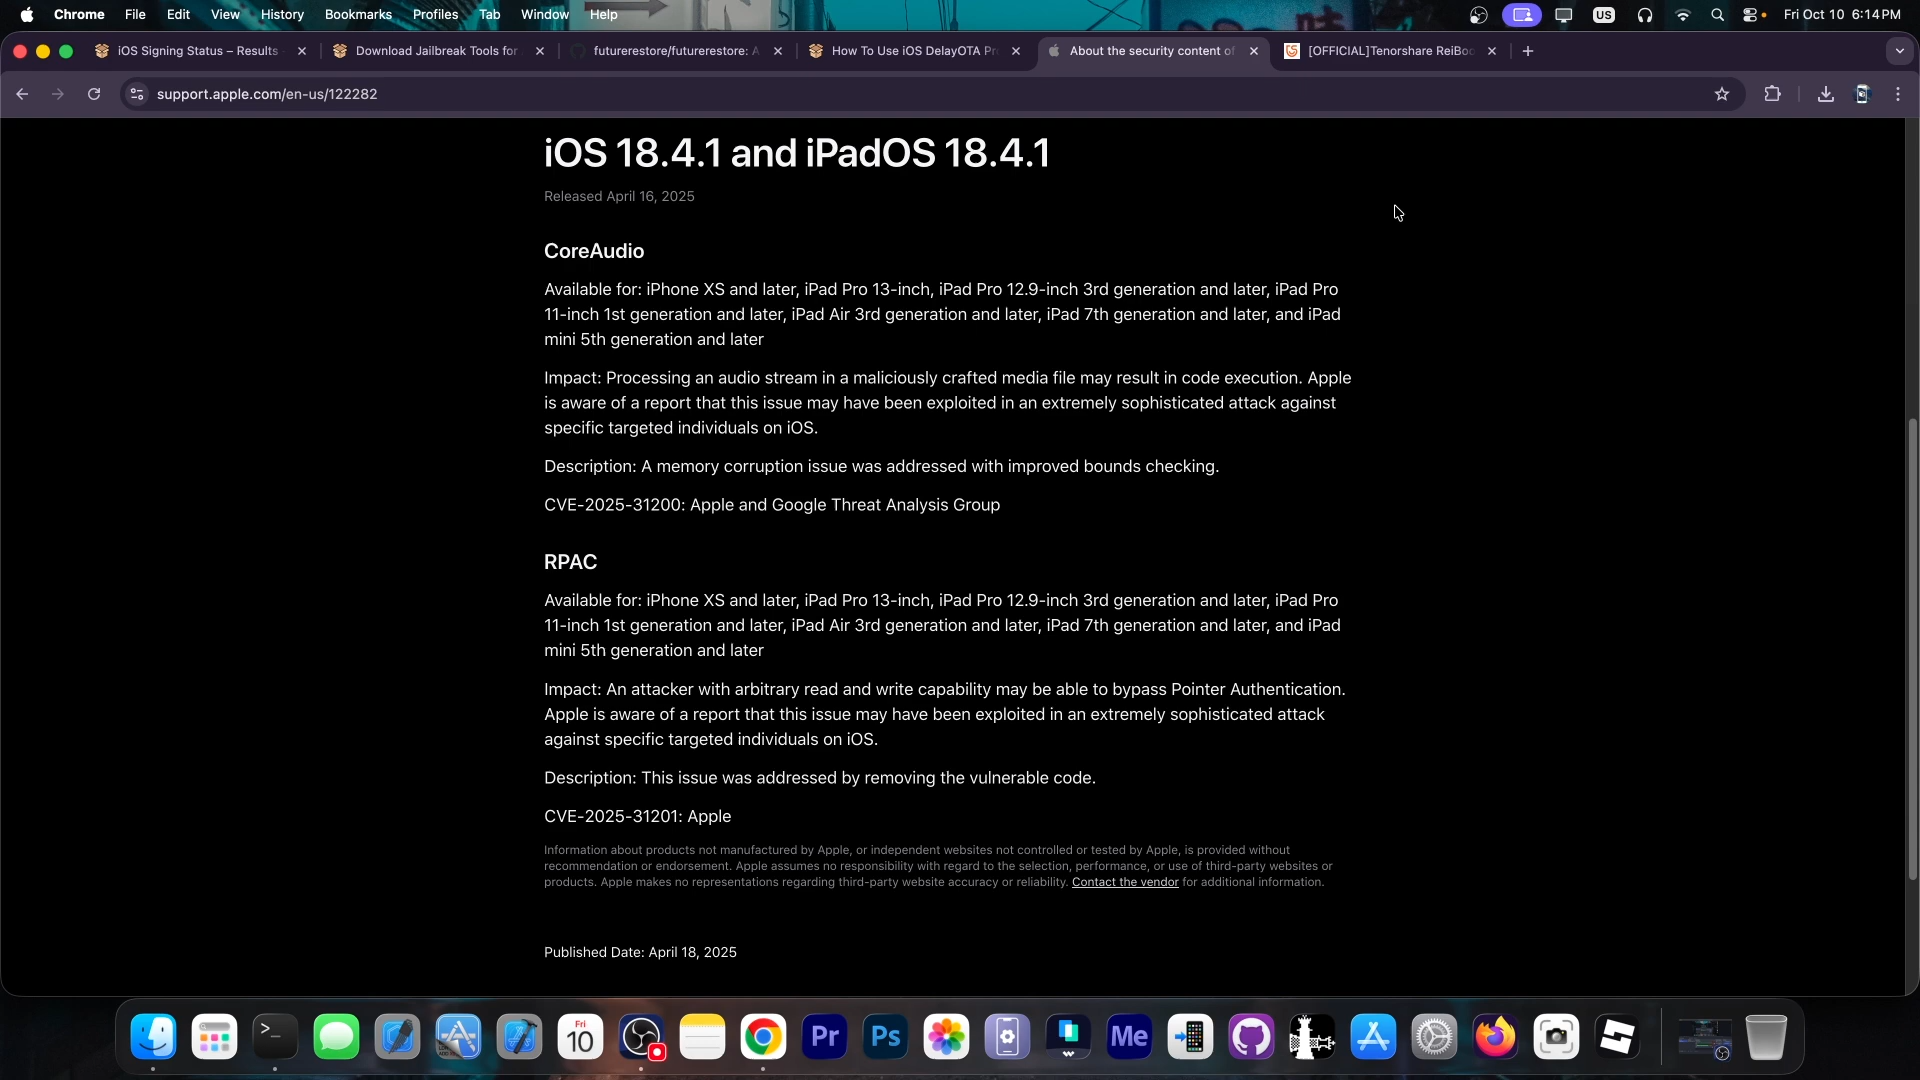 Chrome File Edit View History Bookmarks Profiles Tab Window Help
US
Fri Oct 10 6:14 PM
iOS Signing Status – Results
Download Jailbreak Tools for
futurerestore/futurerestore: A
How To Use iOS DelayOTA Pr
About the security content of
[OFFICIAL]Tenorshare ReiBoo
support.apple.com/en-us/122282
iOS 18.4.1 and iPadOS 18.4.1
Released April 16, 2025
CoreAudio
Available for: iPhone XS and later, iPad Pro 13-inch, iPad Pro 12.9-inch 3rd generation and later, iPad Pro
11-inch 1st generation and later, iPad Air 3rd generation and later, iPad 7th generation and later, and iPad
mini 5th generation and later
Impact: Processing an audio stream in a maliciously crafted media file may result in code execution. Apple
is aware of a report that this issue may have been exploited in an extremely sophisticated attack against
specific targeted individuals on iOS.
Description: A memory corruption issue was addressed with improved bounds checking.
CVE-2025-31200: Apple and Google Threat Analysis Group
RPAC
Available for: iPhone XS and later, iPad Pro 13-inch, iPad Pro 12.9-inch 3rd generation and later, iPad Pro
11-inch 1st generation and later, iPad Air 3rd generation and later, iPad 7th generation and later, and iPad
mini 5th generation and later
Impact: An attacker with arbitrary read and write capability may be able to bypass Pointer Authentication.
Apple is aware of a report that this issue may have been exploited in an extremely sophisticated attack
against specific targeted individuals on iOS.
Description: This issue was addressed by removing the vulnerable code.
CVE-2025-31201: Apple
Information about products not manufactured by Apple, or independent websites not controlled or tested by Apple, is provided without
recommendation or endorsement. Apple assumes no responsibility with regard to the selection, performance, or use of third-party websites or
products. Apple makes no representations regarding third-party website accuracy or reliability. Contact the vendor for additional information.
Published Date: April 18, 2025
>_
Fri
10
Pr
Ps
Me